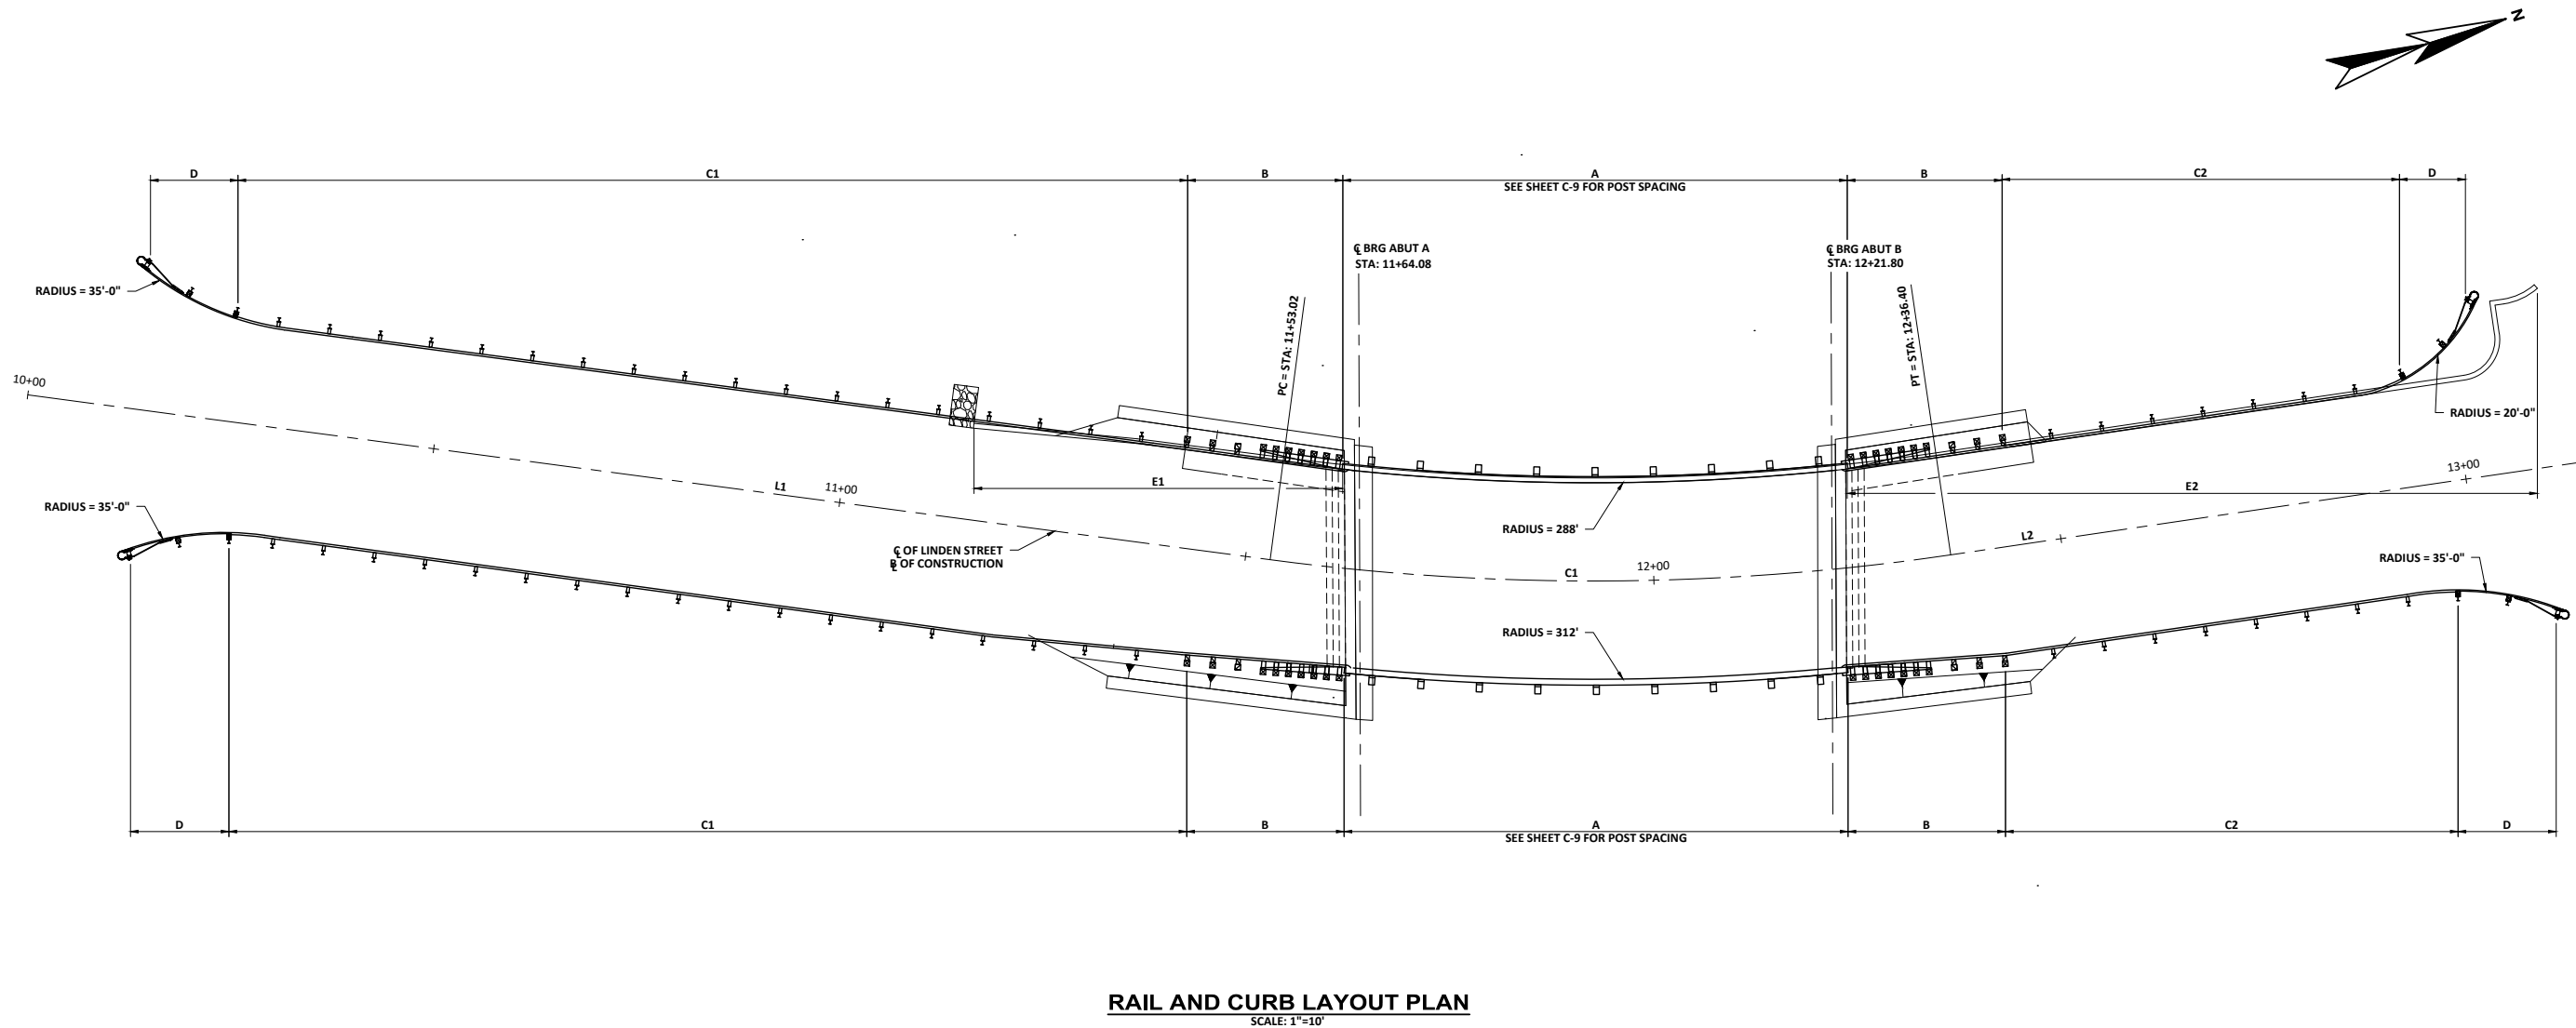 N
D C1 B A B C2 D
SEE SHEET C-9 FOR POST SPACING
℄ BRG ABUT A
STA: 11+64.08
℄ BRG ABUT B
STA: 12+21.80
RADIUS = 35'-0"
PC = STA: 11+53.02
PT = STA: 12+36.40
10+00
RADIUS = 20'-0"
13+00
L1
11+00
E1
E2
RADIUS = 35'-0"
RADIUS = 288'
L2
℄ OF LINDEN STREET
B OF CONSTRUCTION
C1
12+00
RADIUS = 35'-0"
RADIUS = 312'
D C1 B A B C2 D
SEE SHEET C-9 FOR POST SPACING
RAIL AND CURB LAYOUT PLAN
SCALE: 1"=10'